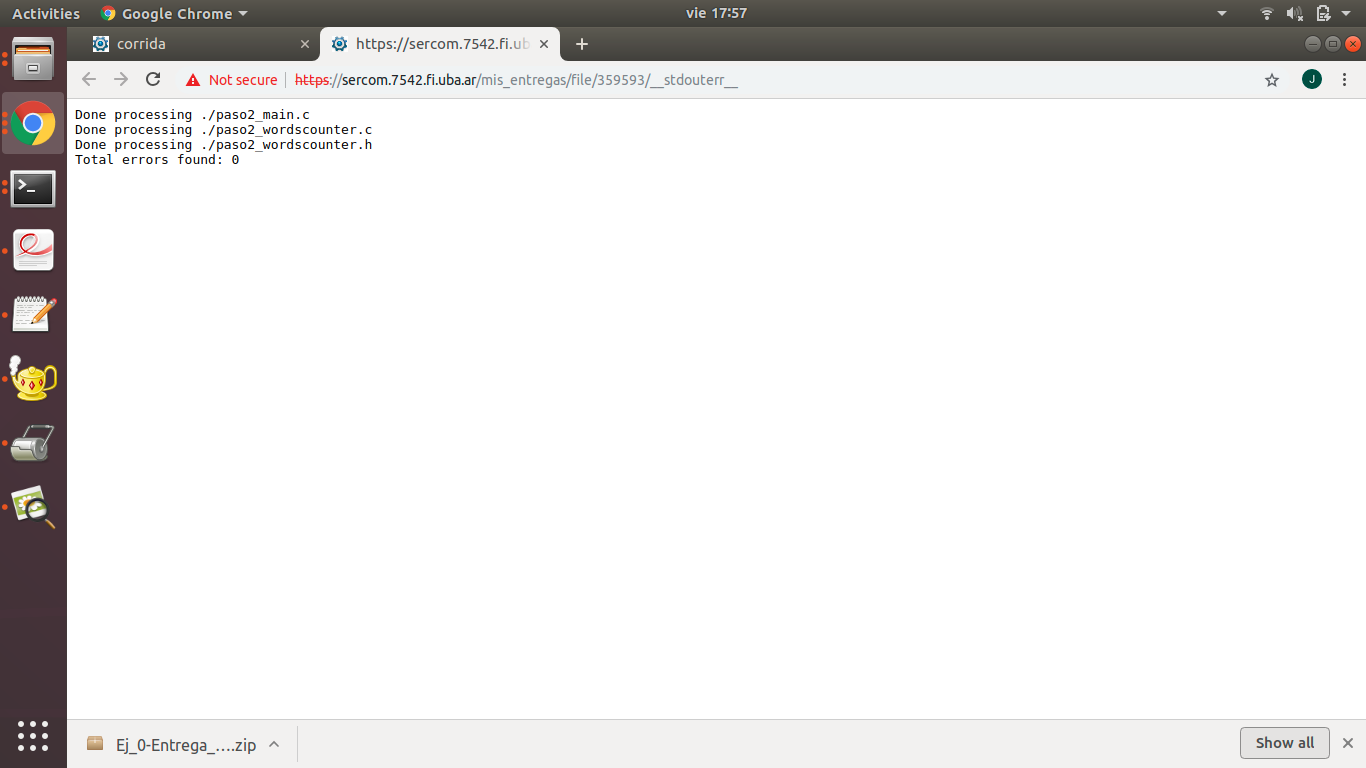 Activities Google Chrome vie 17:57
corrida https://sercom.7542.fi.ub
Not secure https://sercom.7542.fi.uba.ar/mis_entregas/file/359593/__stdouterr__ J
Done processing ./paso2_main.c
Done processing ./paso2_wordscounter.c
Done processing ./paso2_wordscounter.h
Total errors found: 0
Ej_0-Entrega_....zip Show all